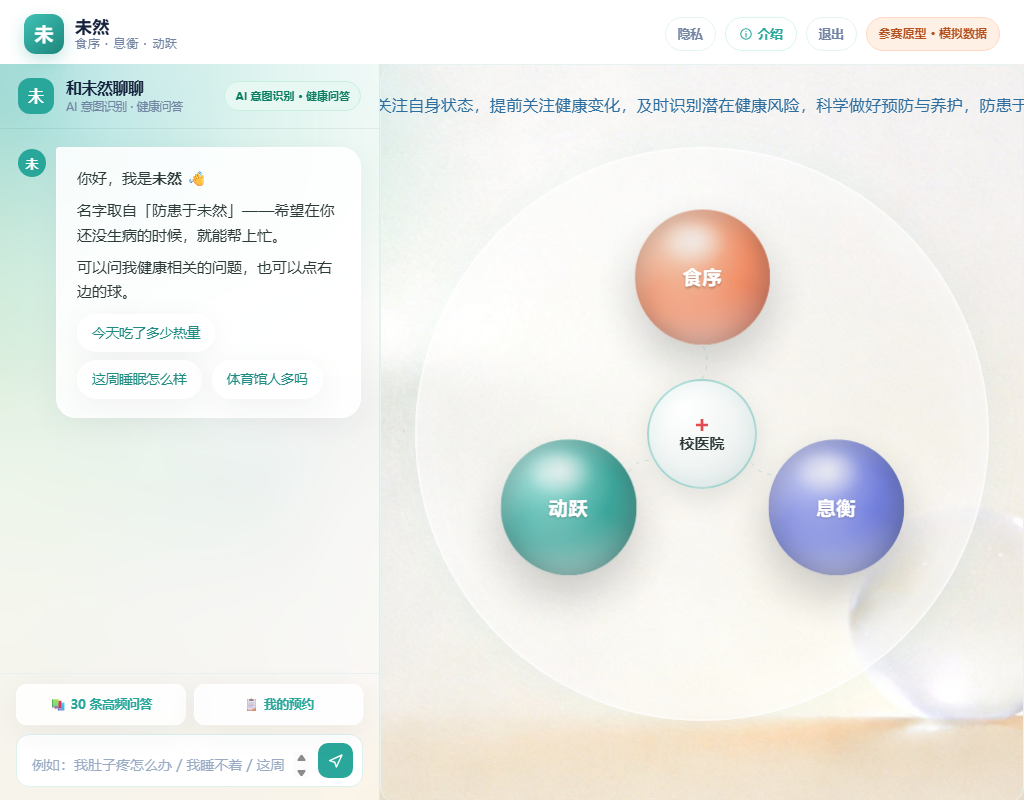 未 未然
食序 · 息衡 · 动跃
隐私 介绍 退出 参赛原型 • 模拟数据
未 和未然聊聊
AI 意图识别 · 健康问答
AI 意图识别 • 健康问答
未
你好，我是未然
名字取自「防患于未然」——希望在你
还没生病的时候，就能帮上忙。
可以问我健康相关的问题，也可以点右
边的球。
今天吃了多少热量
这周睡眠怎么样 体育馆人多吗
30 条高频问答 我的预约
例如：我肚子疼怎么办 / 我睡不着 / 这周
关注自身状态，提前关注健康变化，及时识别潜在健康风险，科学做好预防与养护，防患于
食序
校医院
动跃
息衡